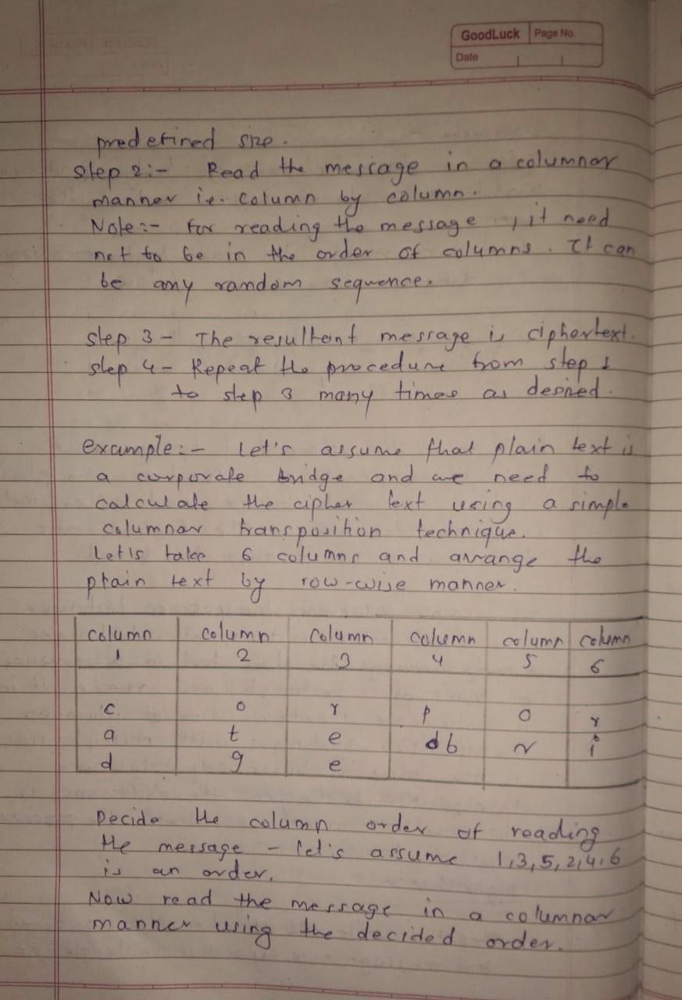 GoodLuck Page No.
Date
predefined size.
Step 2:- Read the message in a columnar
manner ie. column by column.
Note:- for reading the message, it need
not to be in the order of columns. It can
be any random sequence.
step 3 - The resultent message is ciphertext.
step 4 - Repeat the procedure from step 1
to step 3 many times as desired.
example:- let's assume that plain text is
a corporate bridge and we need to
calculate the cipher text using a simple
columnar transposition technique.
Let's take 6 columns and arrange the
plain text by row-wise manner.
column column column column column column
1 2 3 4 5 6
c o r p o r
a t e db r i
d g e
Decide the column order of reading
the message - let's assume 1,3,5,2,4,6
is an order.
Now read the message in a columnar
manner using the decided order.